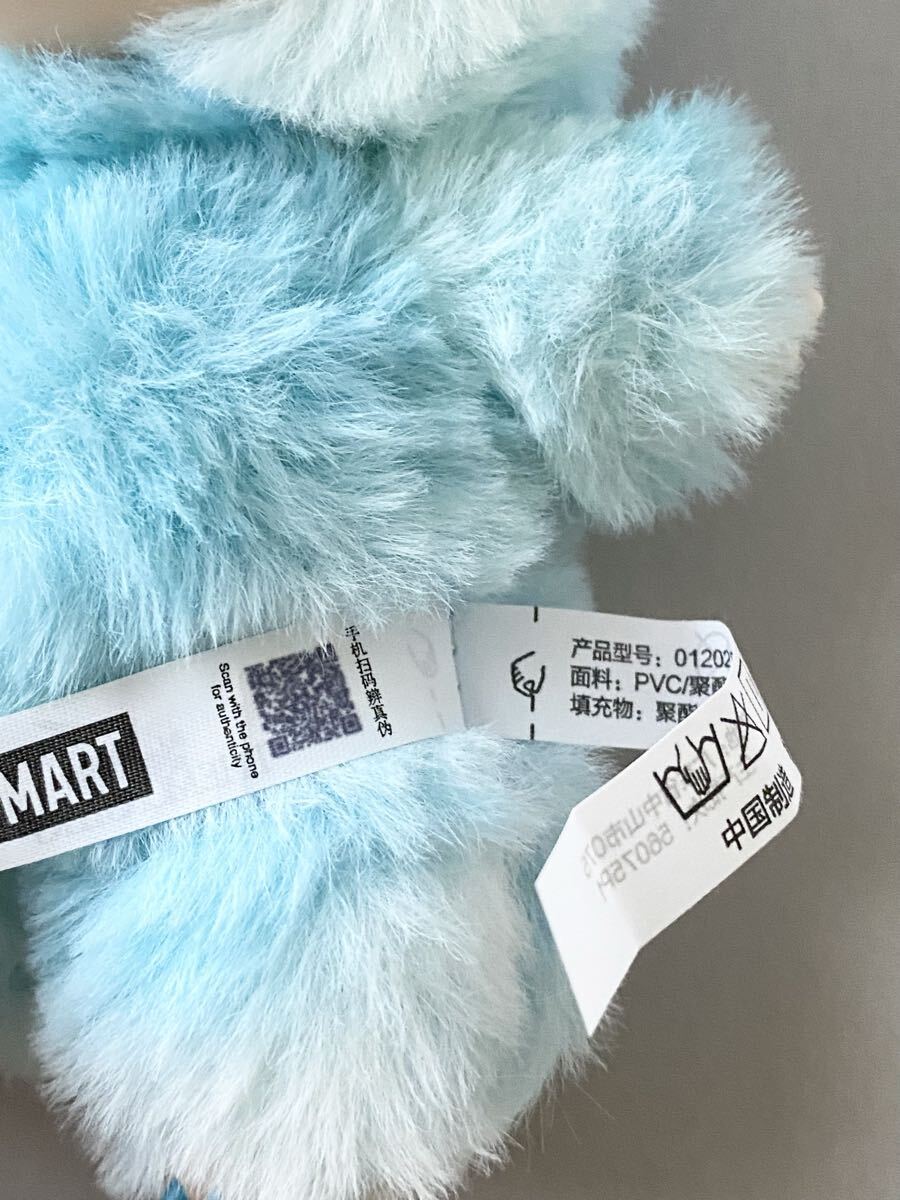 MART
Scan with the phone
for authenticity
手机扫码辨真伪
产品型号：01202
面料：PVC/聚酯
填充物：聚酯
中国制造